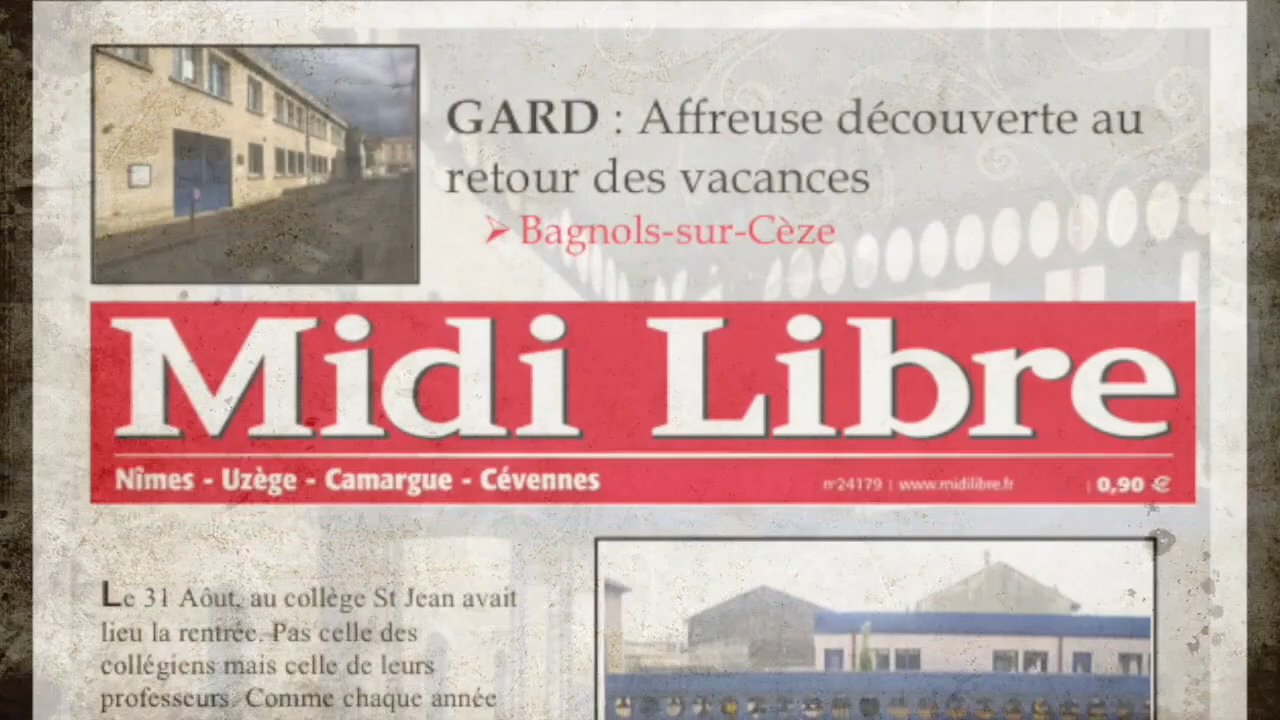 GARD : Affreuse découverte au
retour des vacances
➢ Bagnols-sur-Cèze
Midi Libre
Nîmes - Uzège - Camargue - Cévennes
n°24179 | www.midilibre.fr | 0,90 €
Le 31 Aôut, au collège St Jean avait
lieu la rentrée. Pas celle des
collégiens mais celle de leurs
professeurs. Comme chaque année